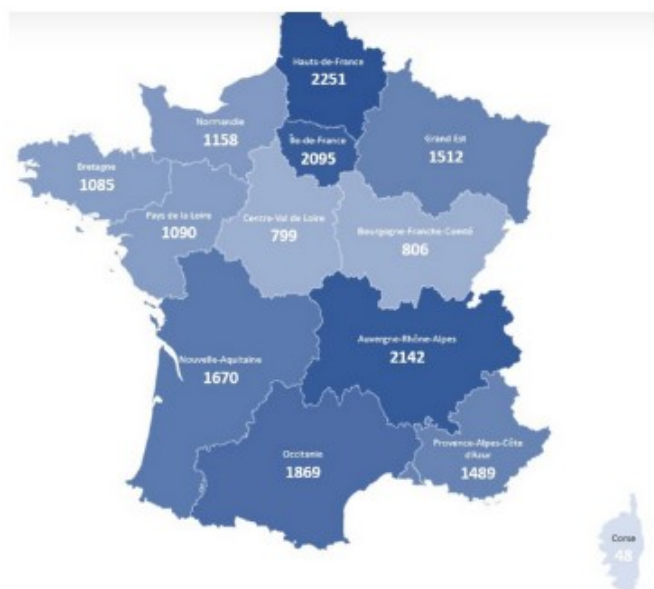 Hauts-de-France
2251
Normandie
1158
Île-de-France
2095
Grand Est
1512
Bretagne
1085
Pays de la Loire
1090
Centre-Val de Loire
799
Bourgogne-Franche-Comté
806
Auvergne-Rhône-Alpes
2142
Nouvelle-Aquitaine
1670
Occitanie
1869
Provence-Alpes-Côte
d'Azur
1489
Corse
48